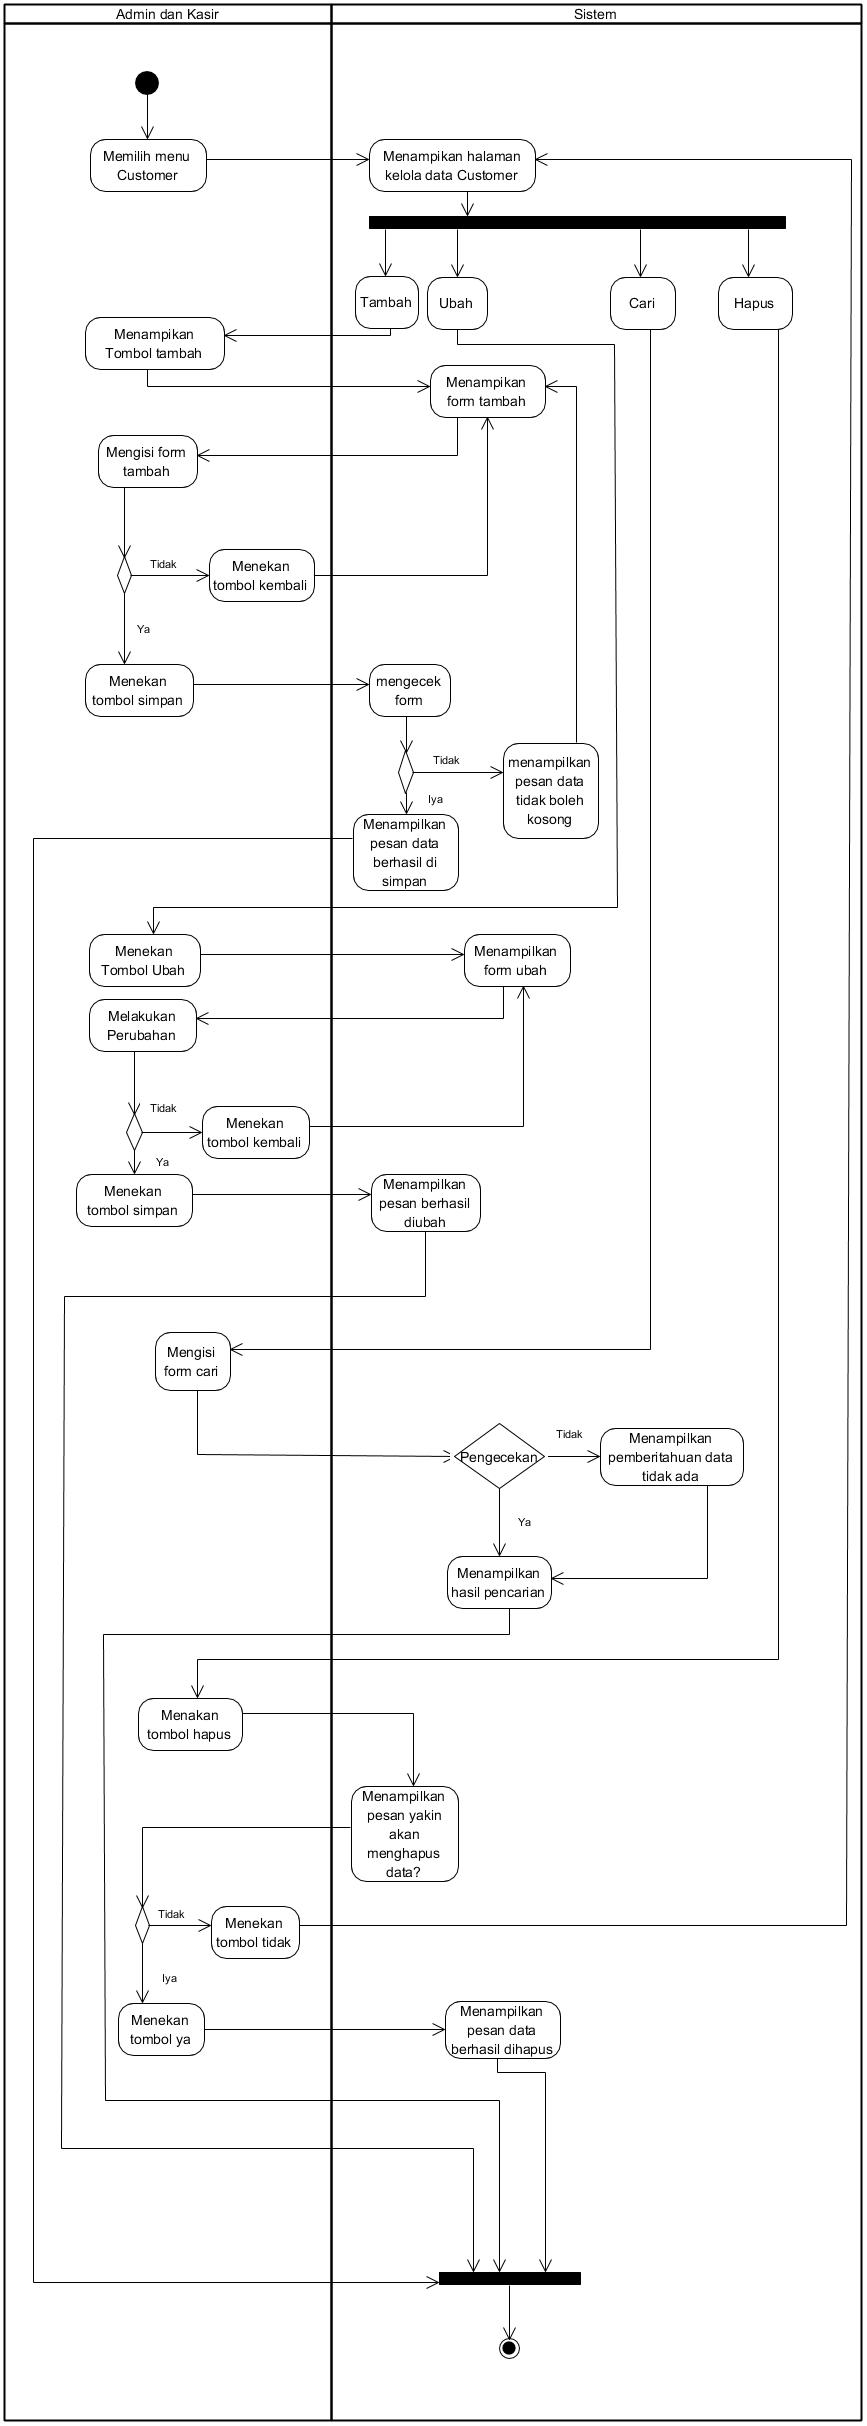 Admin dan Kasir
Sistem
Memilih menu
Customer
Menampikan halaman
kelola data Customer
Tambah
Ubah
Cari
Hapus
Menampikan
Tombol tambah
Menampikan
form tambah
Mengisi form
tambah
Tidak
Menekan
tombol kembali
Ya
Menekan
tombol simpan
mengecek
form
Tidak
menampilkan
pesan data
tidak boleh
kosong
Iya
Menampilkan
pesan data
berhasil di
simpan
Menekan
Tombol Ubah
Menampilkan
form ubah
Melakukan
Perubahan
Tidak
Menekan
tombol kembali
Ya
Menekan
tombol simpan
Menampilkan
pesan berhasil
diubah
Mengisi
form cari
Pengecekan
Tidak
Menampilkan
pemberitahuan data
tidak ada
Ya
Menampilkan
hasil pencarian
Menakan
tombol hapus
Menampilkan
pesan yakin
akan
menghapus
data?
Tidak
Menekan
tombol tidak
Iya
Menekan
tombol ya
Menampilkan
pesan data
berhasil dihapus